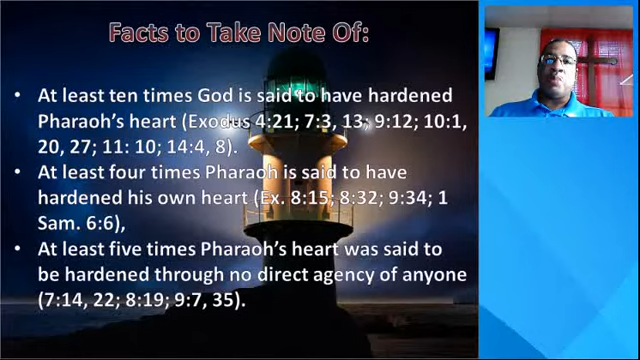 Facts to Take Note Of:
• At least ten times God is said to have hardened
Pharaoh's heart (Exodus 4:21; 7:3, 13; 9:12; 10:1,
20, 27; 11: 10; 14:4, 8).
• At least four times Pharaoh is said to have
hardened his own heart (Ex. 8:15; 8:32; 9:34; 1
Sam. 6:6),
• At least five times Pharaoh's heart was said to
be hardened through no direct agency of anyone
(7:14, 22; 8:19; 9:7, 35).